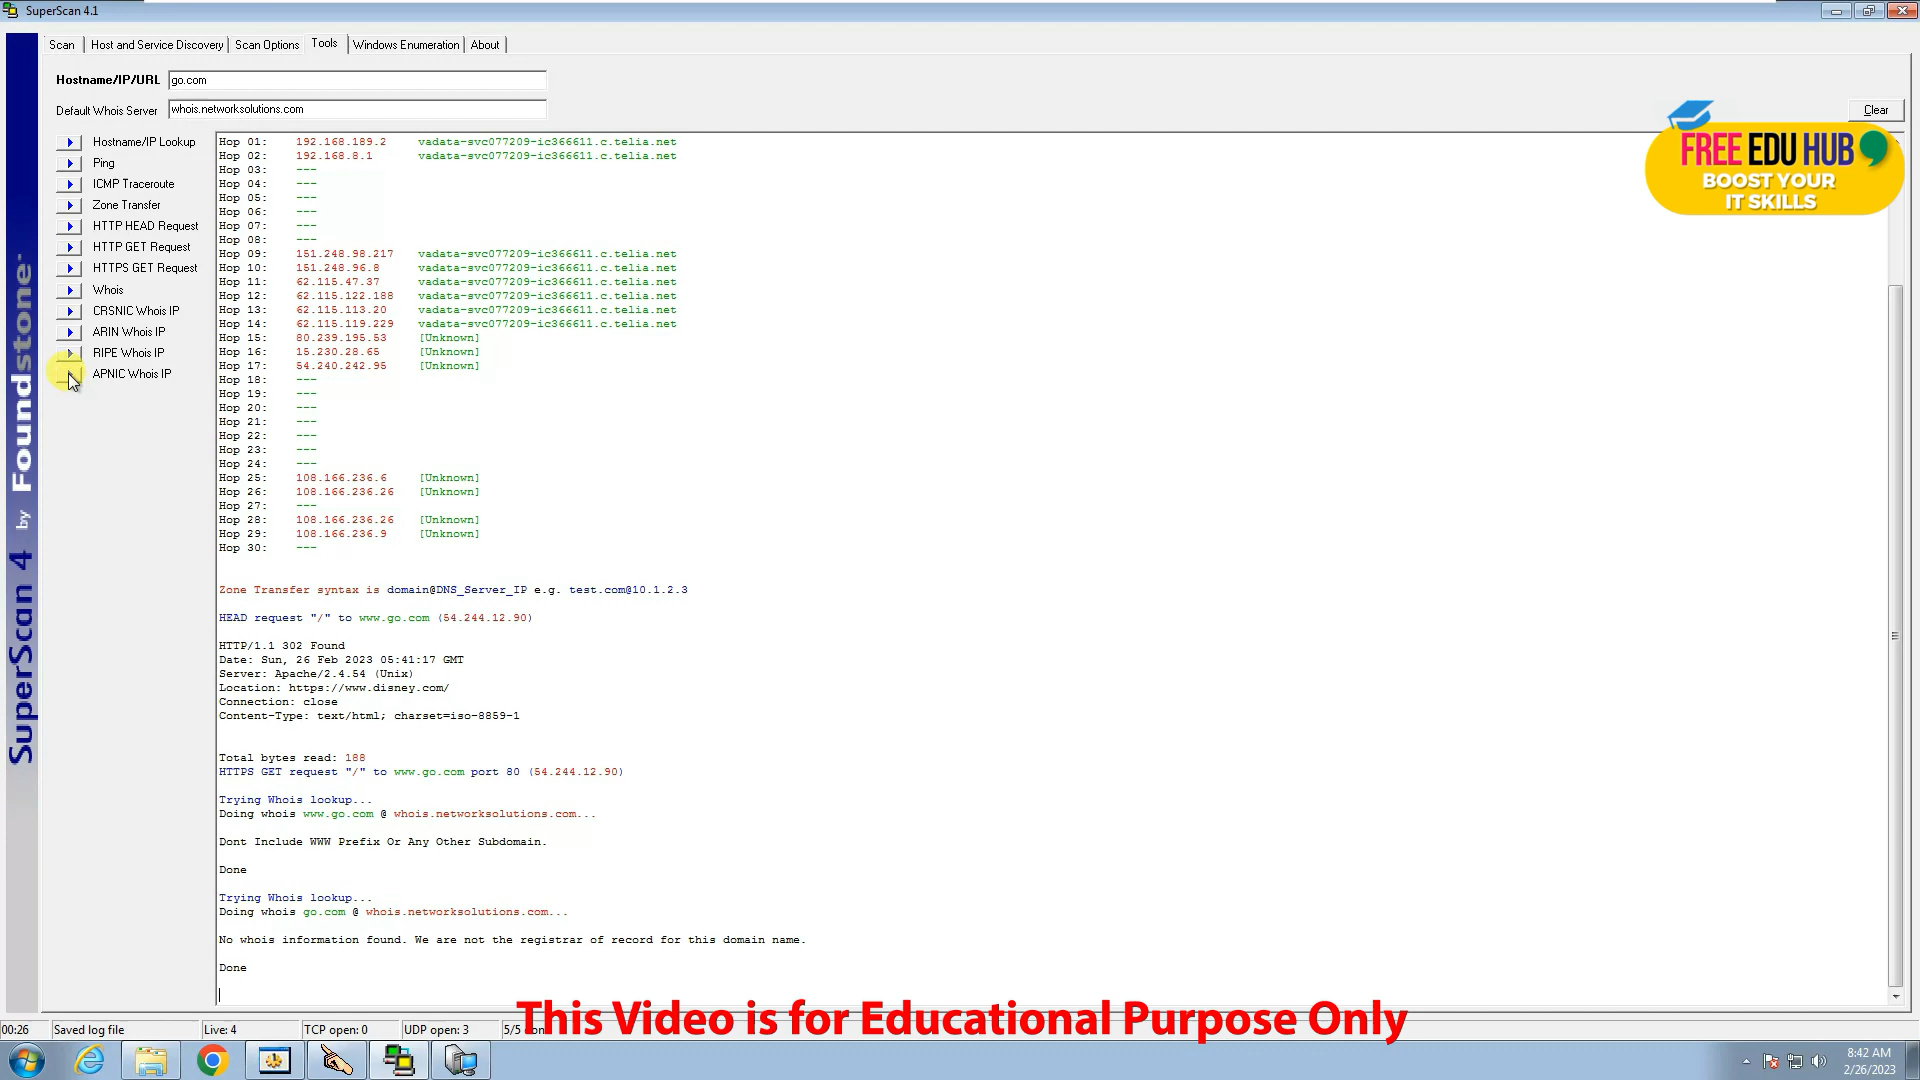 SuperScan 4.1
Scan
Host and Service Discovery
Scan Options
Tools
Windows Enumeration
About
Hostname/IP/URL
go.com
Default Whois Server
whois.networksolutions.com
Clear
FREE EDU HUB
BOOST YOUR
IT SKILLS
SuperScan 4 by Foundstone
Hostname/IP Lookup
Ping
ICMP Traceroute
Zone Transfer
HTTP HEAD Request
HTTP GET Request
HTTPS GET Request
Whois
CRSNIC Whois IP
ARIN Whois IP
RIPE Whois IP
APNIC Whois IP
Hop 01: 192.168.189.2 vadata-svc077209-ic366611.c.telia.net
Hop 02: 192.168.8.1 vadata-svc077209-ic366611.c.telia.net
Hop 03: ---
Hop 04: ---
Hop 05: ---
Hop 06: ---
Hop 07: ---
Hop 08: ---
Hop 09: 151.248.98.217 vadata-svc077209-ic366611.c.telia.net
Hop 10: 151.248.96.8 vadata-svc077209-ic366611.c.telia.net
Hop 11: 62.115.47.37 vadata-svc077209-ic366611.c.telia.net
Hop 12: 62.115.122.188 vadata-svc077209-ic366611.c.telia.net
Hop 13: 62.115.113.20 vadata-svc077209-ic366611.c.telia.net
Hop 14: 62.115.119.229 vadata-svc077209-ic366611.c.telia.net
Hop 15: 80.239.195.53 [Unknown]
Hop 16: 15.230.28.65 [Unknown]
Hop 17: 54.240.242.95 [Unknown]
Hop 18: ---
Hop 19: ---
Hop 20: ---
Hop 21: ---
Hop 22: ---
Hop 23: ---
Hop 24: ---
Hop 25: 108.166.236.6 [Unknown]
Hop 26: 108.166.236.26 [Unknown]
Hop 27: ---
Hop 28: 108.166.236.26 [Unknown]
Hop 29: 108.166.236.9 [Unknown]
Hop 30: ---
Zone Transfer syntax is domain@DNS_Server_IP e.g. test.com@10.1.2.3
HEAD request "/" to www.go.com (54.244.12.90)
HTTP/1.1 302 Found
Date: Sun, 26 Feb 2023 05:41:17 GMT
Server: Apache/2.4.54 (Unix)
Location: https://www.disney.com/
Connection: close
Content-Type: text/html; charset=iso-8859-1
Total bytes read: 188
HTTPS GET request "/" to www.go.com port 80 (54.244.12.90)
Trying Whois lookup...
Doing whois www.go.com @ whois.networksolutions.com...
Dont Include WWW Prefix Or Any Other Subdomain.
Done
Trying Whois lookup...
Doing whois go.com @ whois.networksolutions.com...
No whois information found. We are not the registrar of record for this domain name.
Done
This Video is for Educational Purpose Only
00:26
Saved log file
Live: 4
TCP open: 0
UDP open: 3
5/5
8:42 AM
2/26/2023